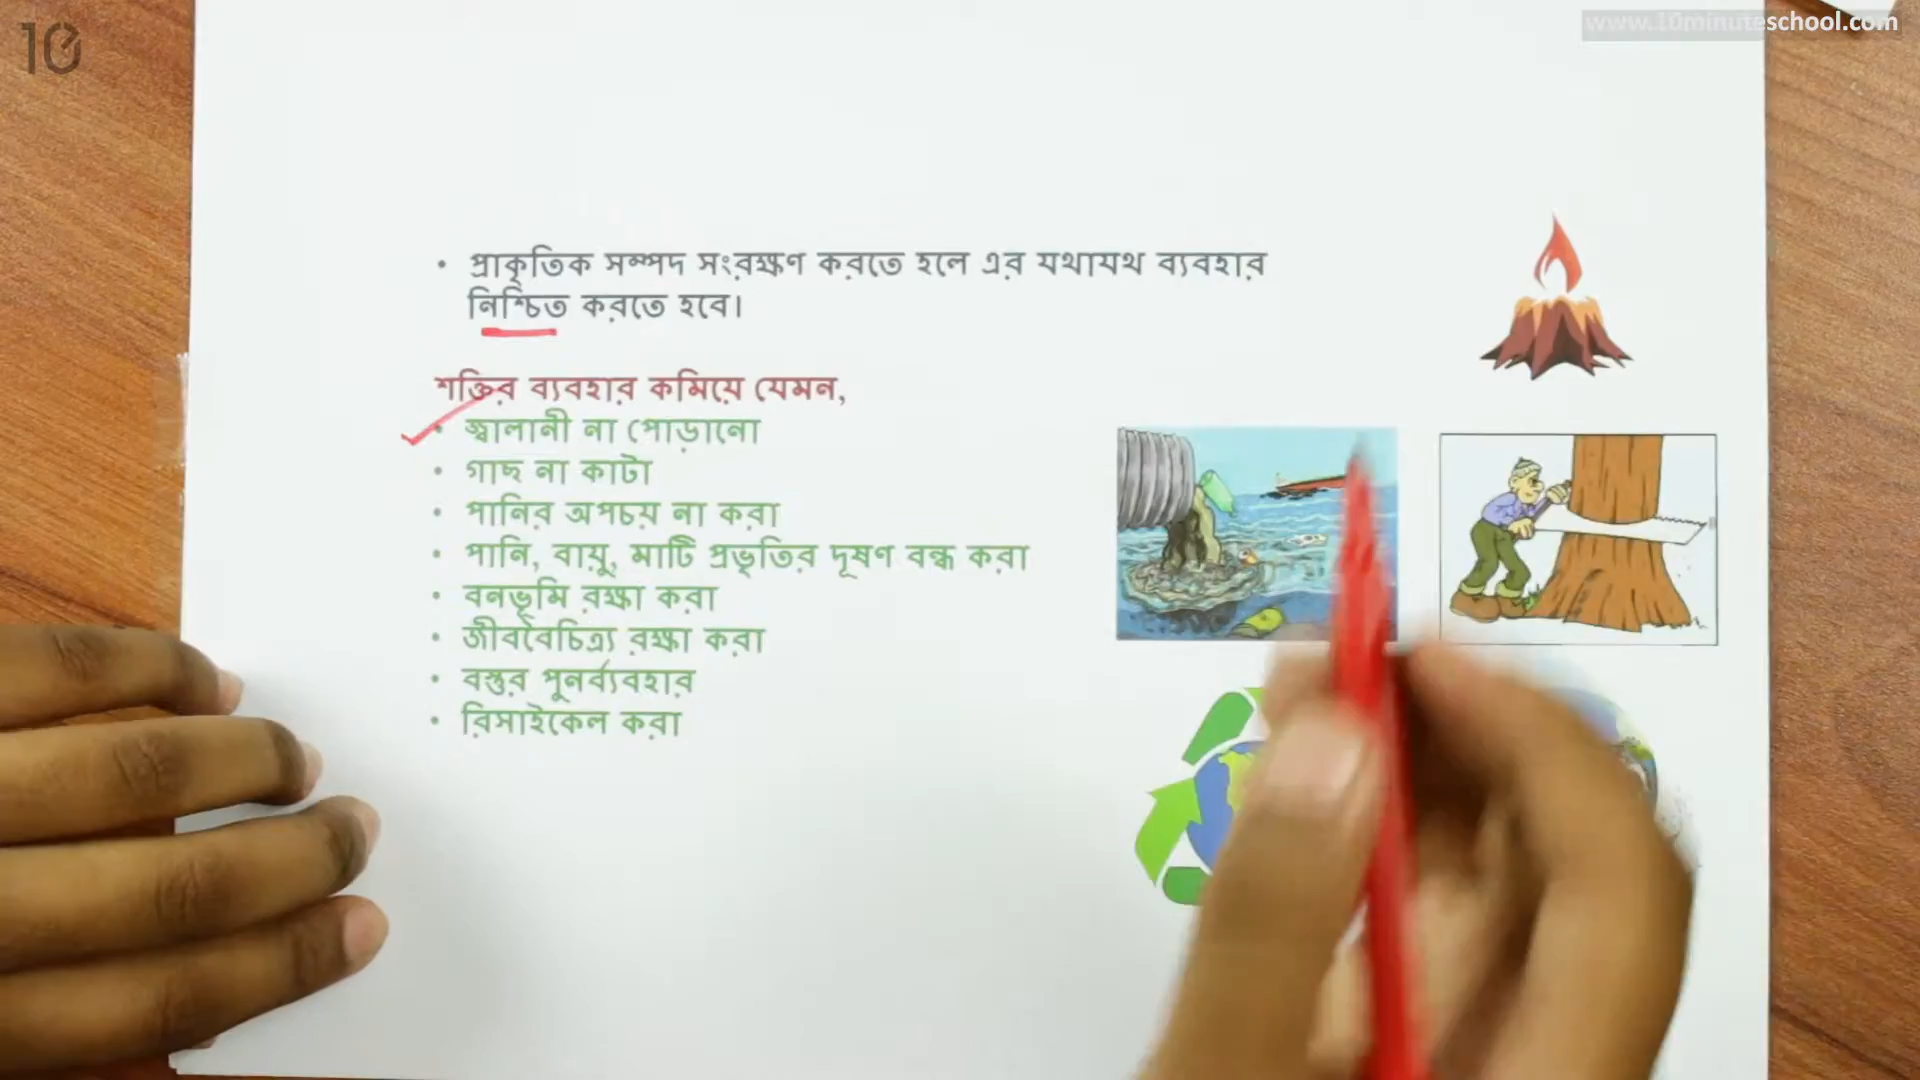 10
www.10minuteschool.com
• প্রাকৃতিক সম্পদ সংরক্ষণ করতে হলে এর যথাযথ ব্যবহার
নিশ্চিত করতে হবে।
শক্তির ব্যবহার কমিয়ে যেমন,
• জ্বালানী না পোড়ানো
• গাছ না কাটা
• পানির অপচয় না করা
• পানি, বায়ু, মাটি প্রভৃতির দূষণ বন্ধ করা
• বনভূমি রক্ষা করা
• জীববৈচিত্র্য রক্ষা করা
• বস্তুর পুনর্ব্যবহার
• রিসাইকেল করা